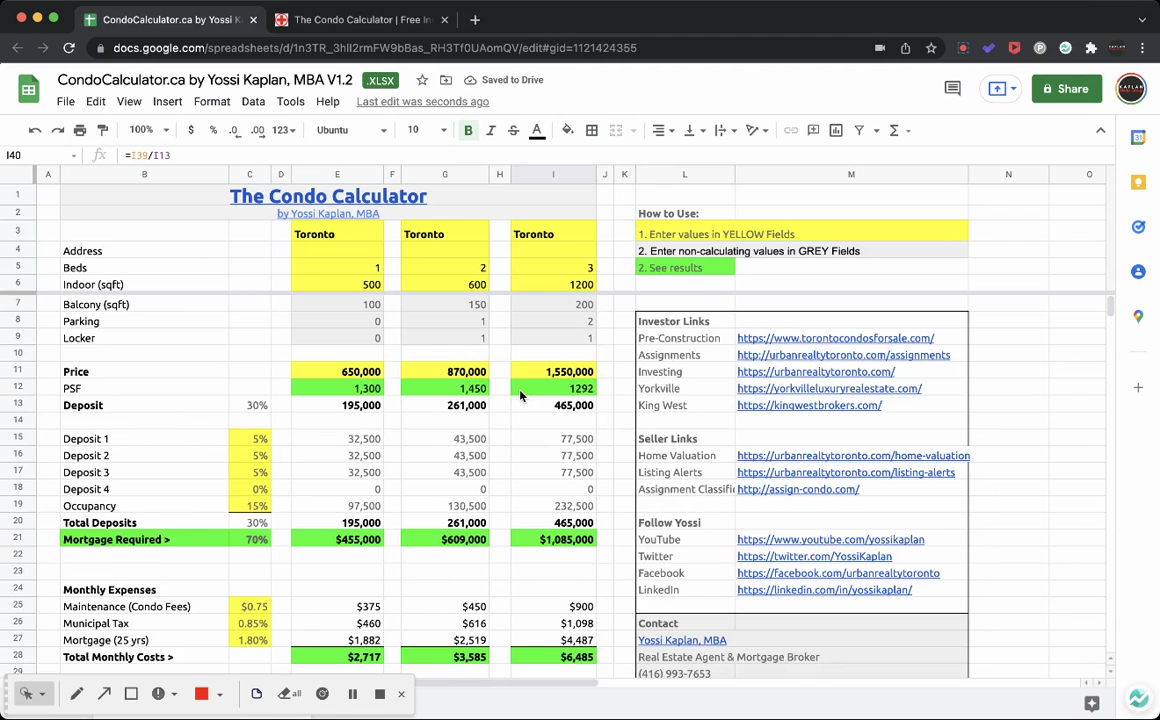 CondoCalculator.ca by Yossi K
The Condo Calculator | Free In
docs.google.com/spreadsheets/d/1n3TR_3hlI2rmFW9bBas_RH3Tf0UAomQV/edit#gid=1121424355
CondoCalculator.ca by Yossi Kaplan, MBA V1.2 .XLSX Saved to Drive
File Edit View Insert Format Data Tools Help Last edit was seconds ago
Share
100% $ % .0 .00 123 Ubuntu 10 B I S A
I40 fx =I39/I13
A B C D E F G H I J K L M N O
1 The Condo Calculator
2 by Yossi Kaplan, MBA How to Use:
3 Toronto Toronto Toronto 1. Enter values in YELLOW Fields
4 Address 2. Enter non-calculating values in GREY Fields
5 Beds 1 2 3 2. See results
6 Indoor (sqft) 500 600 1200
7 Balcony (sqft) 100 150 200
8 Parking 0 1 2 Investor Links
9 Locker 0 1 1 Pre-Construction https://www.torontocondosforsale.com/
10 Assignments http://urbanrealtytoronto.com/assignments
11 Price 650,000 870,000 1,550,000 Investing https://urbanrealtytoronto.com/
12 PSF 1,300 1,450 1292 Yorkville https://yorkvilleluxuryrealestate.com/
13 Deposit 30% 195,000 261,000 465,000 King West https://kingwestbrokers.com/
14
15 Deposit 1 5% 32,500 43,500 77,500 Seller Links
16 Deposit 2 5% 32,500 43,500 77,500 Home Valuation https://urbanrealtytoronto.com/home-valuation
17 Deposit 3 5% 32,500 43,500 77,500 Listing Alerts https://urbanrealtytoronto.com/listing-alerts
18 Deposit 4 0% 0 0 0 Assignment Classifi http://assign-condo.com/
19 Occupancy 15% 97,500 130,500 232,500
20 Total Deposits 30% 195,000 261,000 465,000 Follow Yossi
21 Mortgage Required > 70% $455,000 $609,000 $1,085,000 YouTube https://www.youtube.com/yossikaplan
22 Twitter https://twitter.com/YossiKaplan
23 Facebook https://facebook.com/urbanrealtytoronto
24 Monthly Expenses LinkedIn https://linkedin.com/in/yossikaplan/
25 Maintenance (Condo Fees) $0.75 $375 $450 $900
26 Municipal Tax 0.85% $460 $616 $1,098 Contact
27 Mortgage (25 yrs) 1.80% $1,882 $2,519 $4,487 Yossi Kaplan, MBA
28 Total Monthly Costs > $2,717 $3,585 $6,485 Real Estate Agent & Mortgage Broker
29 (416) 993-7653
all